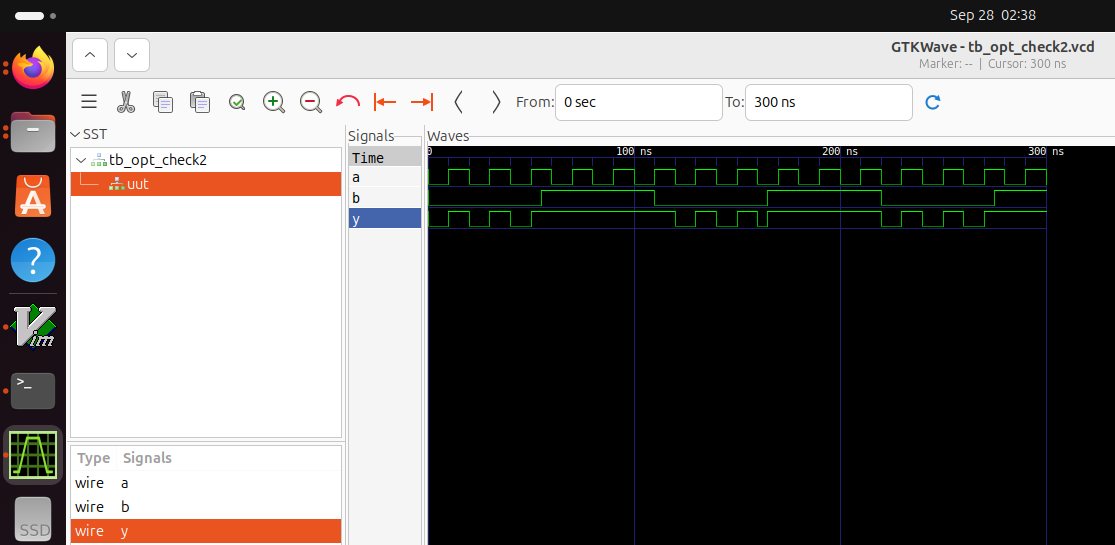 Sep 28 02:38
GTKWave - tb_opt_check2.vcd
Marker: -- | Cursor: 300 ns
From: 0 sec To: 300 ns
SST
tb_opt_check2
uut
Type Signals
wire a
wire b
wire y
Signals
Time
a
b
y
Waves
0 100 ns 200 ns 300 ns
A
?
Vim
>_
SSD